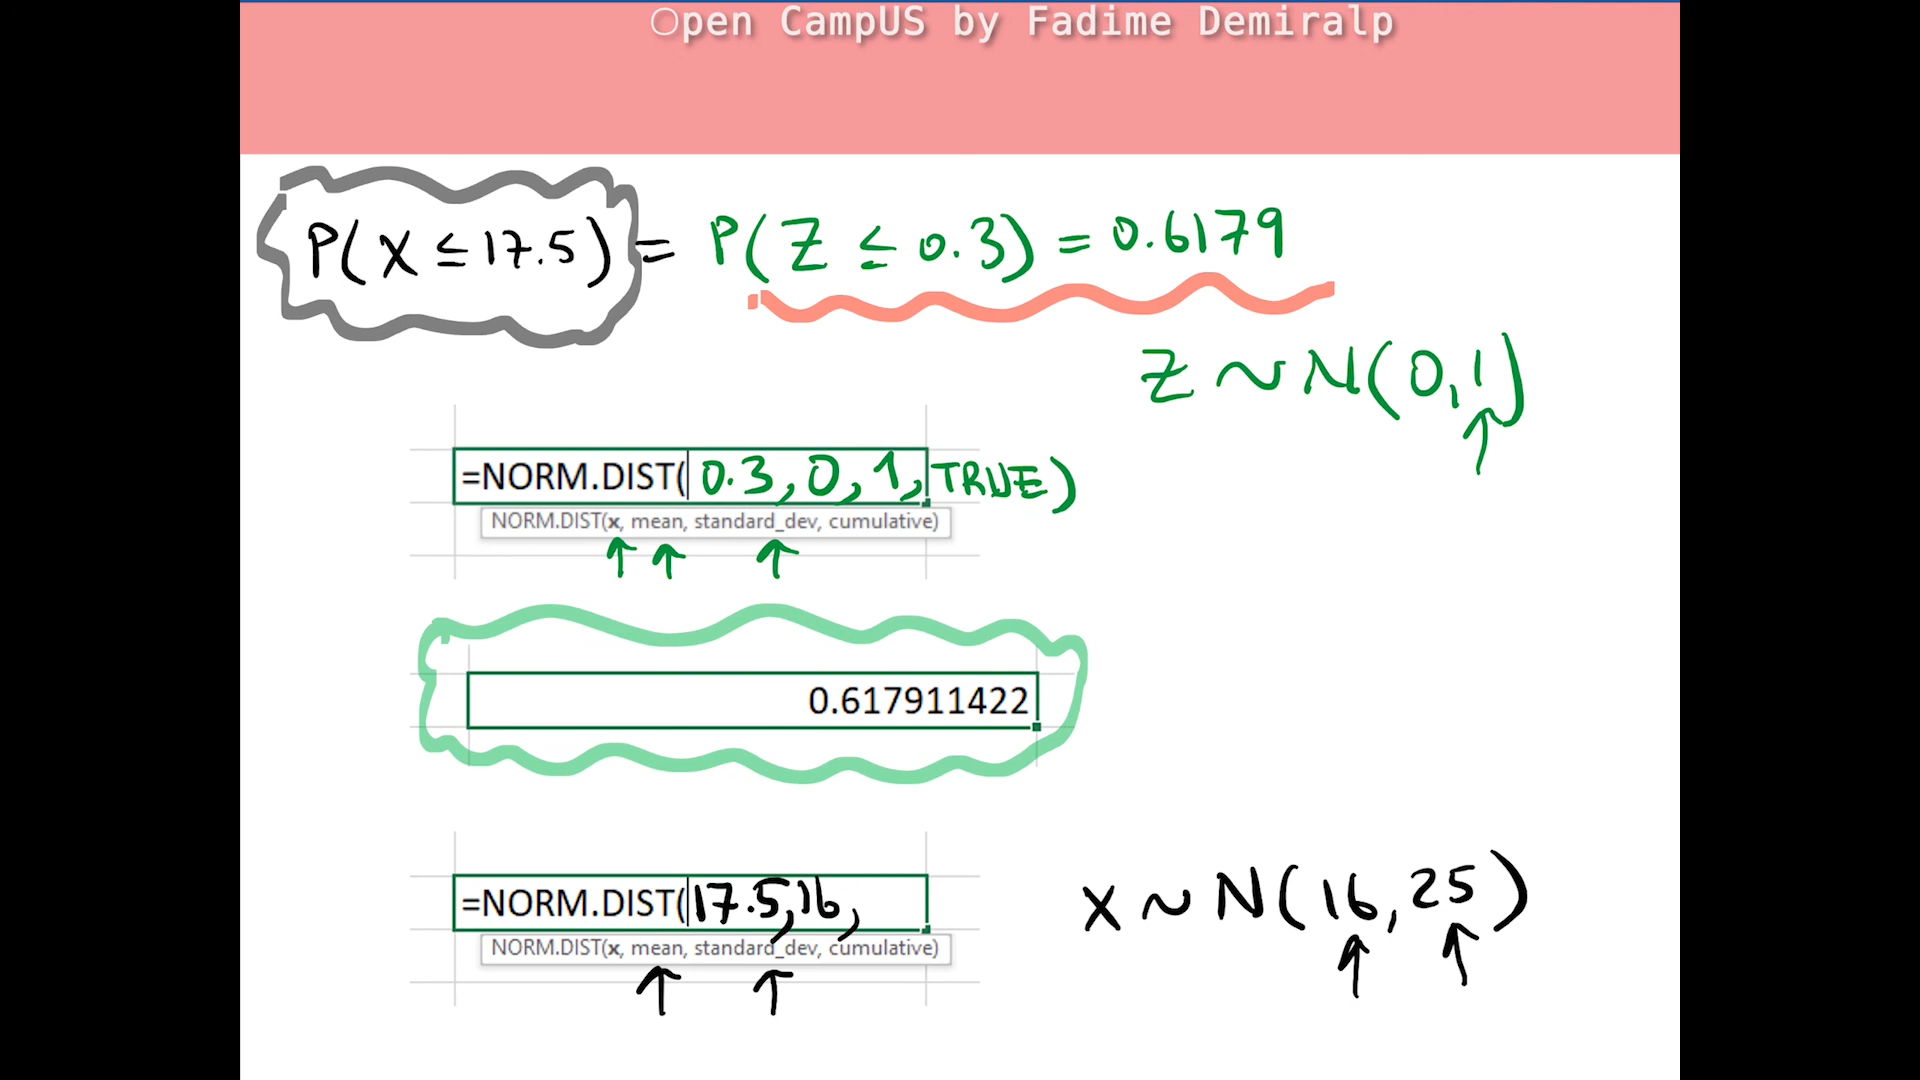 Open CampUS by Fadime Demiralp
P(X ≤ 17.5) = P(Z ≤ 0.3) = 0.6179
Z ~ N(0,1)
=NORM.DIST( 0.3, 0, 1, TRUE)
NORM.DIST(x, mean, standard_dev, cumulative)
0.617911422
=NORM.DIST( 17.5, 16,
X ~ N(16, 25)
NORM.DIST(x, mean, standard_dev, cumulative)